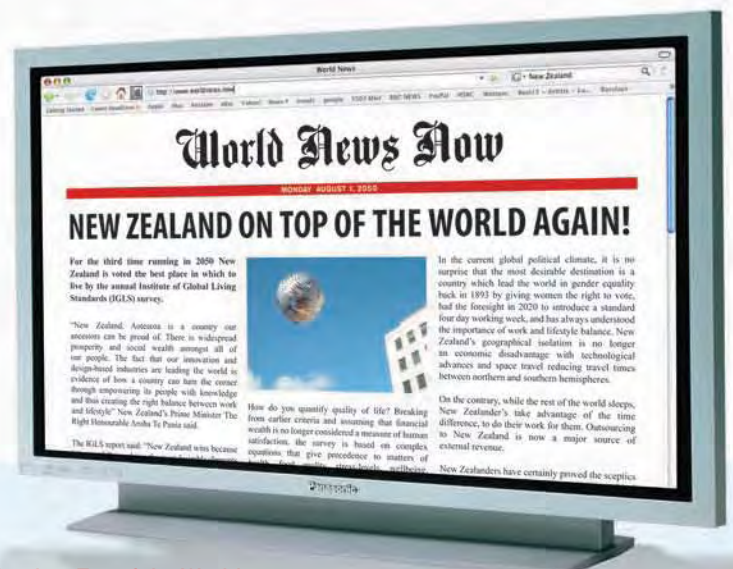 World News
http://www.worldnews.now
New Zealand
World News Now
MONDAY AUGUST 1, 2050
NEW ZEALAND ON TOP OF THE WORLD AGAIN!
For the third time running in 2050 New
Zealand is voted the best place in which to
live by the annual Institute of Global Living
Standards (IGLS) survey.
"New Zealand, Aotearoa is a country our
ancestors can be proud of. There is widespread
prosperity and social wealth amongst all of
our people. The fact that our innovation and
design-based industries are leading the world is
evidence of how a country can turn the corner
through empowering its people with knowledge
and thus creating the right balance between work
and lifestyle" New Zealand's Prime Minister The
Right Honourable Aroha Te Pania said.
The IGLS report said: "New Zealand wins because
How do you quantify quality of life? Breaking
from earlier criteria and assuming that financial
wealth is no longer considered a measure of human
satisfaction, the survey is based on complex
equations that give precedence to matters of
health, food quality, stress-levels, wellbeing,
In the current global political climate, it is no
surprise that the most desirable destination is a
country which lead the world in gender equality
back in 1893 by giving women the right to vote,
had the foresight in 2020 to introduce a standard
four day working week, and has always understood
the importance of work and lifestyle balance. New
Zealand's geographical isolation is no longer
an economic disadvantage with technological
advances and space travel reducing travel times
between northern and southern hemispheres.
On the contrary, while the rest of the world sleeps,
New Zealander's take advantage of the time
difference, to do their work for them. Outsourcing
to New Zealand is now a major source of
external revenue.
New Zealanders have certainly proved the sceptics